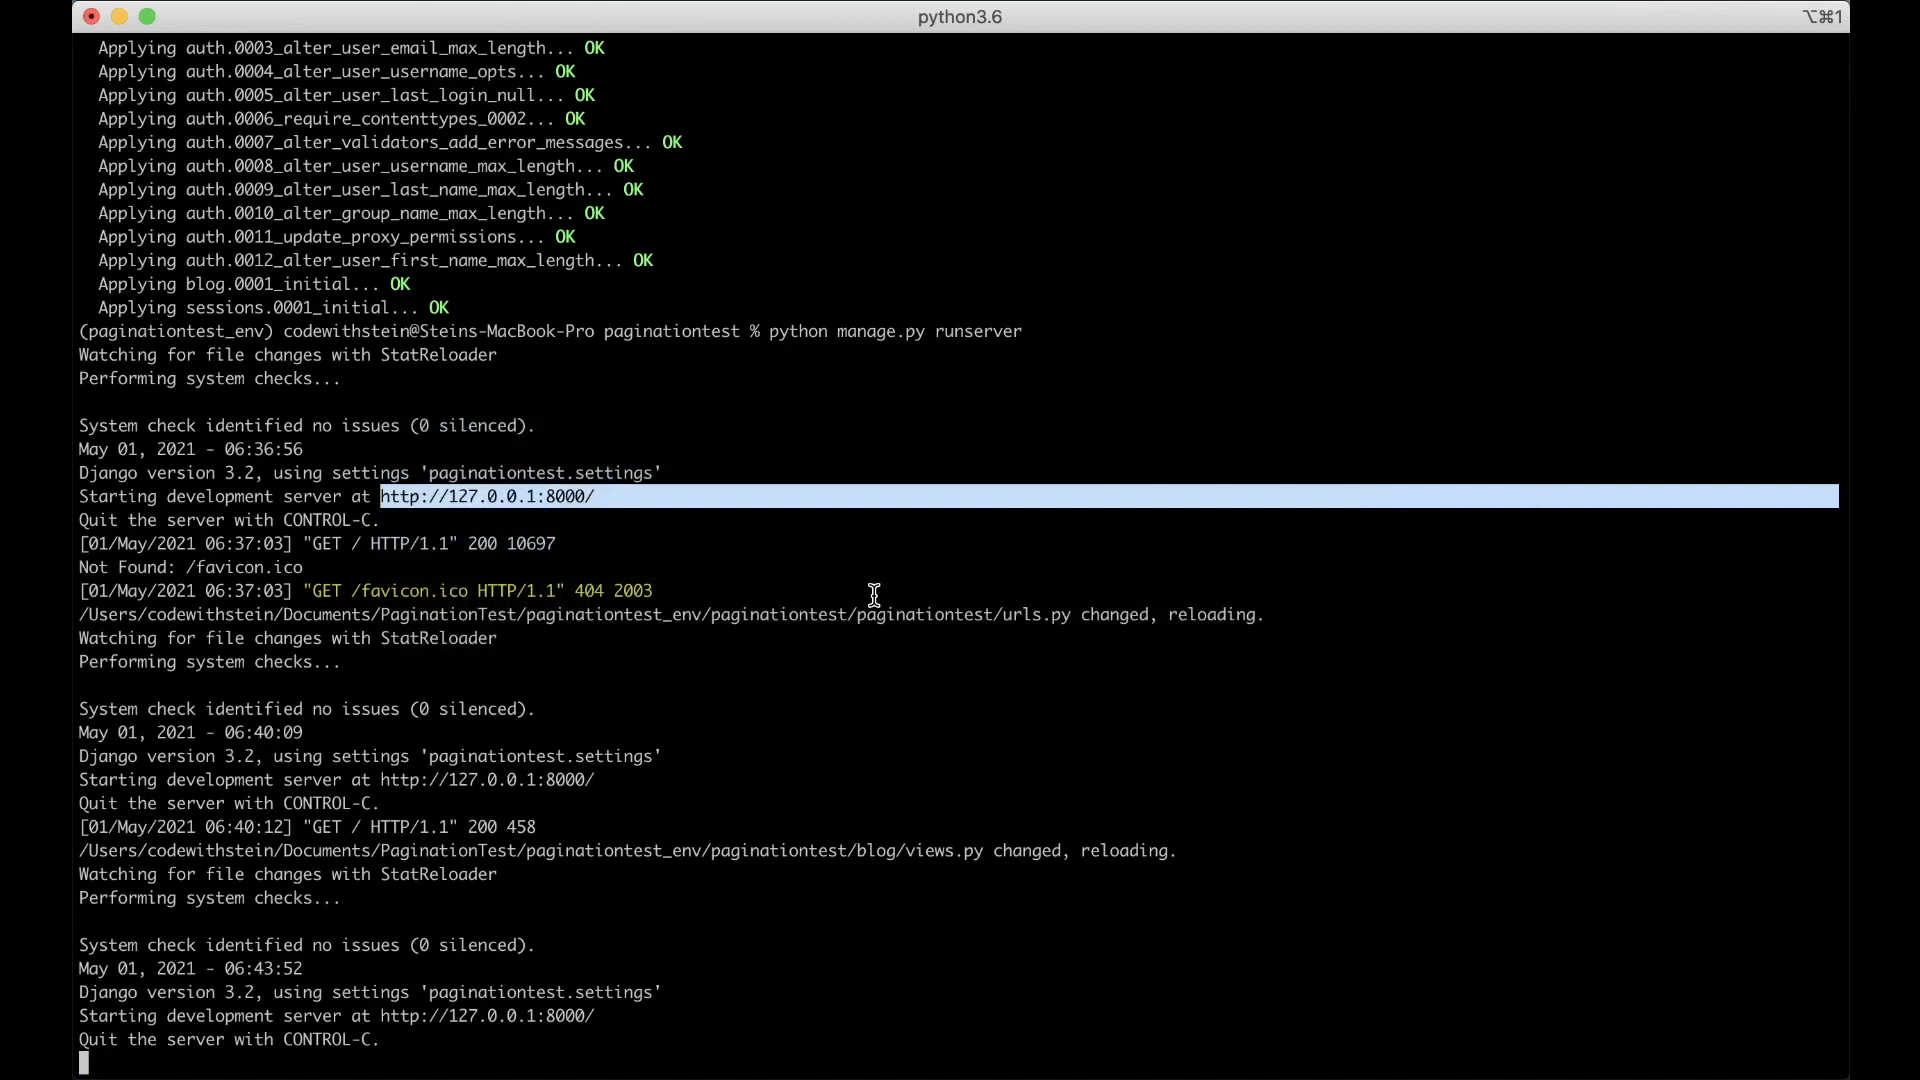 python3.6
⌥⌘1
Applying auth.0003_alter_user_email_max_length... OK
Applying auth.0004_alter_user_username_opts... OK
Applying auth.0005_alter_user_last_login_null... OK
Applying auth.0006_require_contenttypes_0002... OK
Applying auth.0007_alter_validators_add_error_messages... OK
Applying auth.0008_alter_user_username_max_length... OK
Applying auth.0009_alter_user_last_name_max_length... OK
Applying auth.0010_alter_group_name_max_length... OK
Applying auth.0011_update_proxy_permissions... OK
Applying auth.0012_alter_user_first_name_max_length... OK
Applying blog.0001_initial... OK
Applying sessions.0001_initial... OK
(paginationtest_env) codewithstein@Steins-MacBook-Pro paginationtest % python manage.py runserver
Watching for file changes with StatReloader
Performing system checks...
System check identified no issues (0 silenced).
May 01, 2021 - 06:36:56
Django version 3.2, using settings 'paginationtest.settings'
Starting development server at http://127.0.0.1:8000/
Quit the server with CONTROL-C.
[01/May/2021 06:37:03] "GET / HTTP/1.1" 200 10697
Not Found: /favicon.ico
[01/May/2021 06:37:03] "GET /favicon.ico HTTP/1.1" 404 2003
/Users/codewithstein/Documents/PaginationTest/paginationtest_env/paginationtest/paginationtest/urls.py changed, reloading.
Watching for file changes with StatReloader
Performing system checks...
System check identified no issues (0 silenced).
May 01, 2021 - 06:40:09
Django version 3.2, using settings 'paginationtest.settings'
Starting development server at http://127.0.0.1:8000/
Quit the server with CONTROL-C.
[01/May/2021 06:40:12] "GET / HTTP/1.1" 200 458
/Users/codewithstein/Documents/PaginationTest/paginationtest_env/paginationtest/blog/views.py changed, reloading.
Watching for file changes with StatReloader
Performing system checks...
System check identified no issues (0 silenced).
May 01, 2021 - 06:43:52
Django version 3.2, using settings 'paginationtest.settings'
Starting development server at http://127.0.0.1:8000/
Quit the server with CONTROL-C.